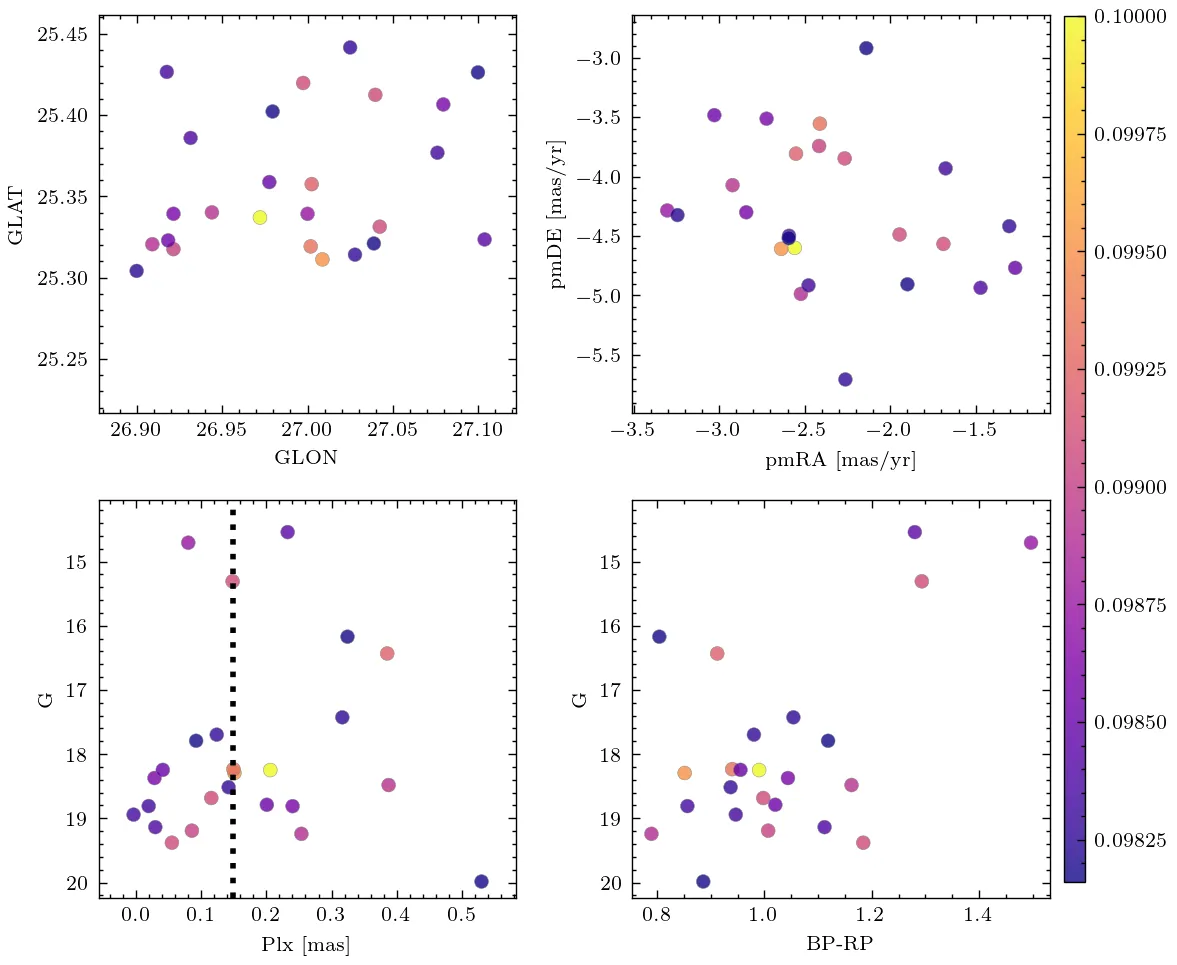 25.45
25.40
25.35
25.30
25.25
GLAT
26.90 26.95 27.00 27.05 27.10
GLON
−3.0
−3.5
−4.0
−4.5
−5.0
−5.5
pmDE [mas/yr]
−3.5 −3.0 −2.5 −2.0 −1.5
pmRA [mas/yr]
0.10000
0.09975
0.09950
0.09925
0.09900
0.09875
0.09850
0.09825
15
16
17
18
19
20
G
0.0 0.1 0.2 0.3 0.4 0.5
Plx [mas]
15
16
17
18
19
20
G
0.8 1.0 1.2 1.4
BP-RP